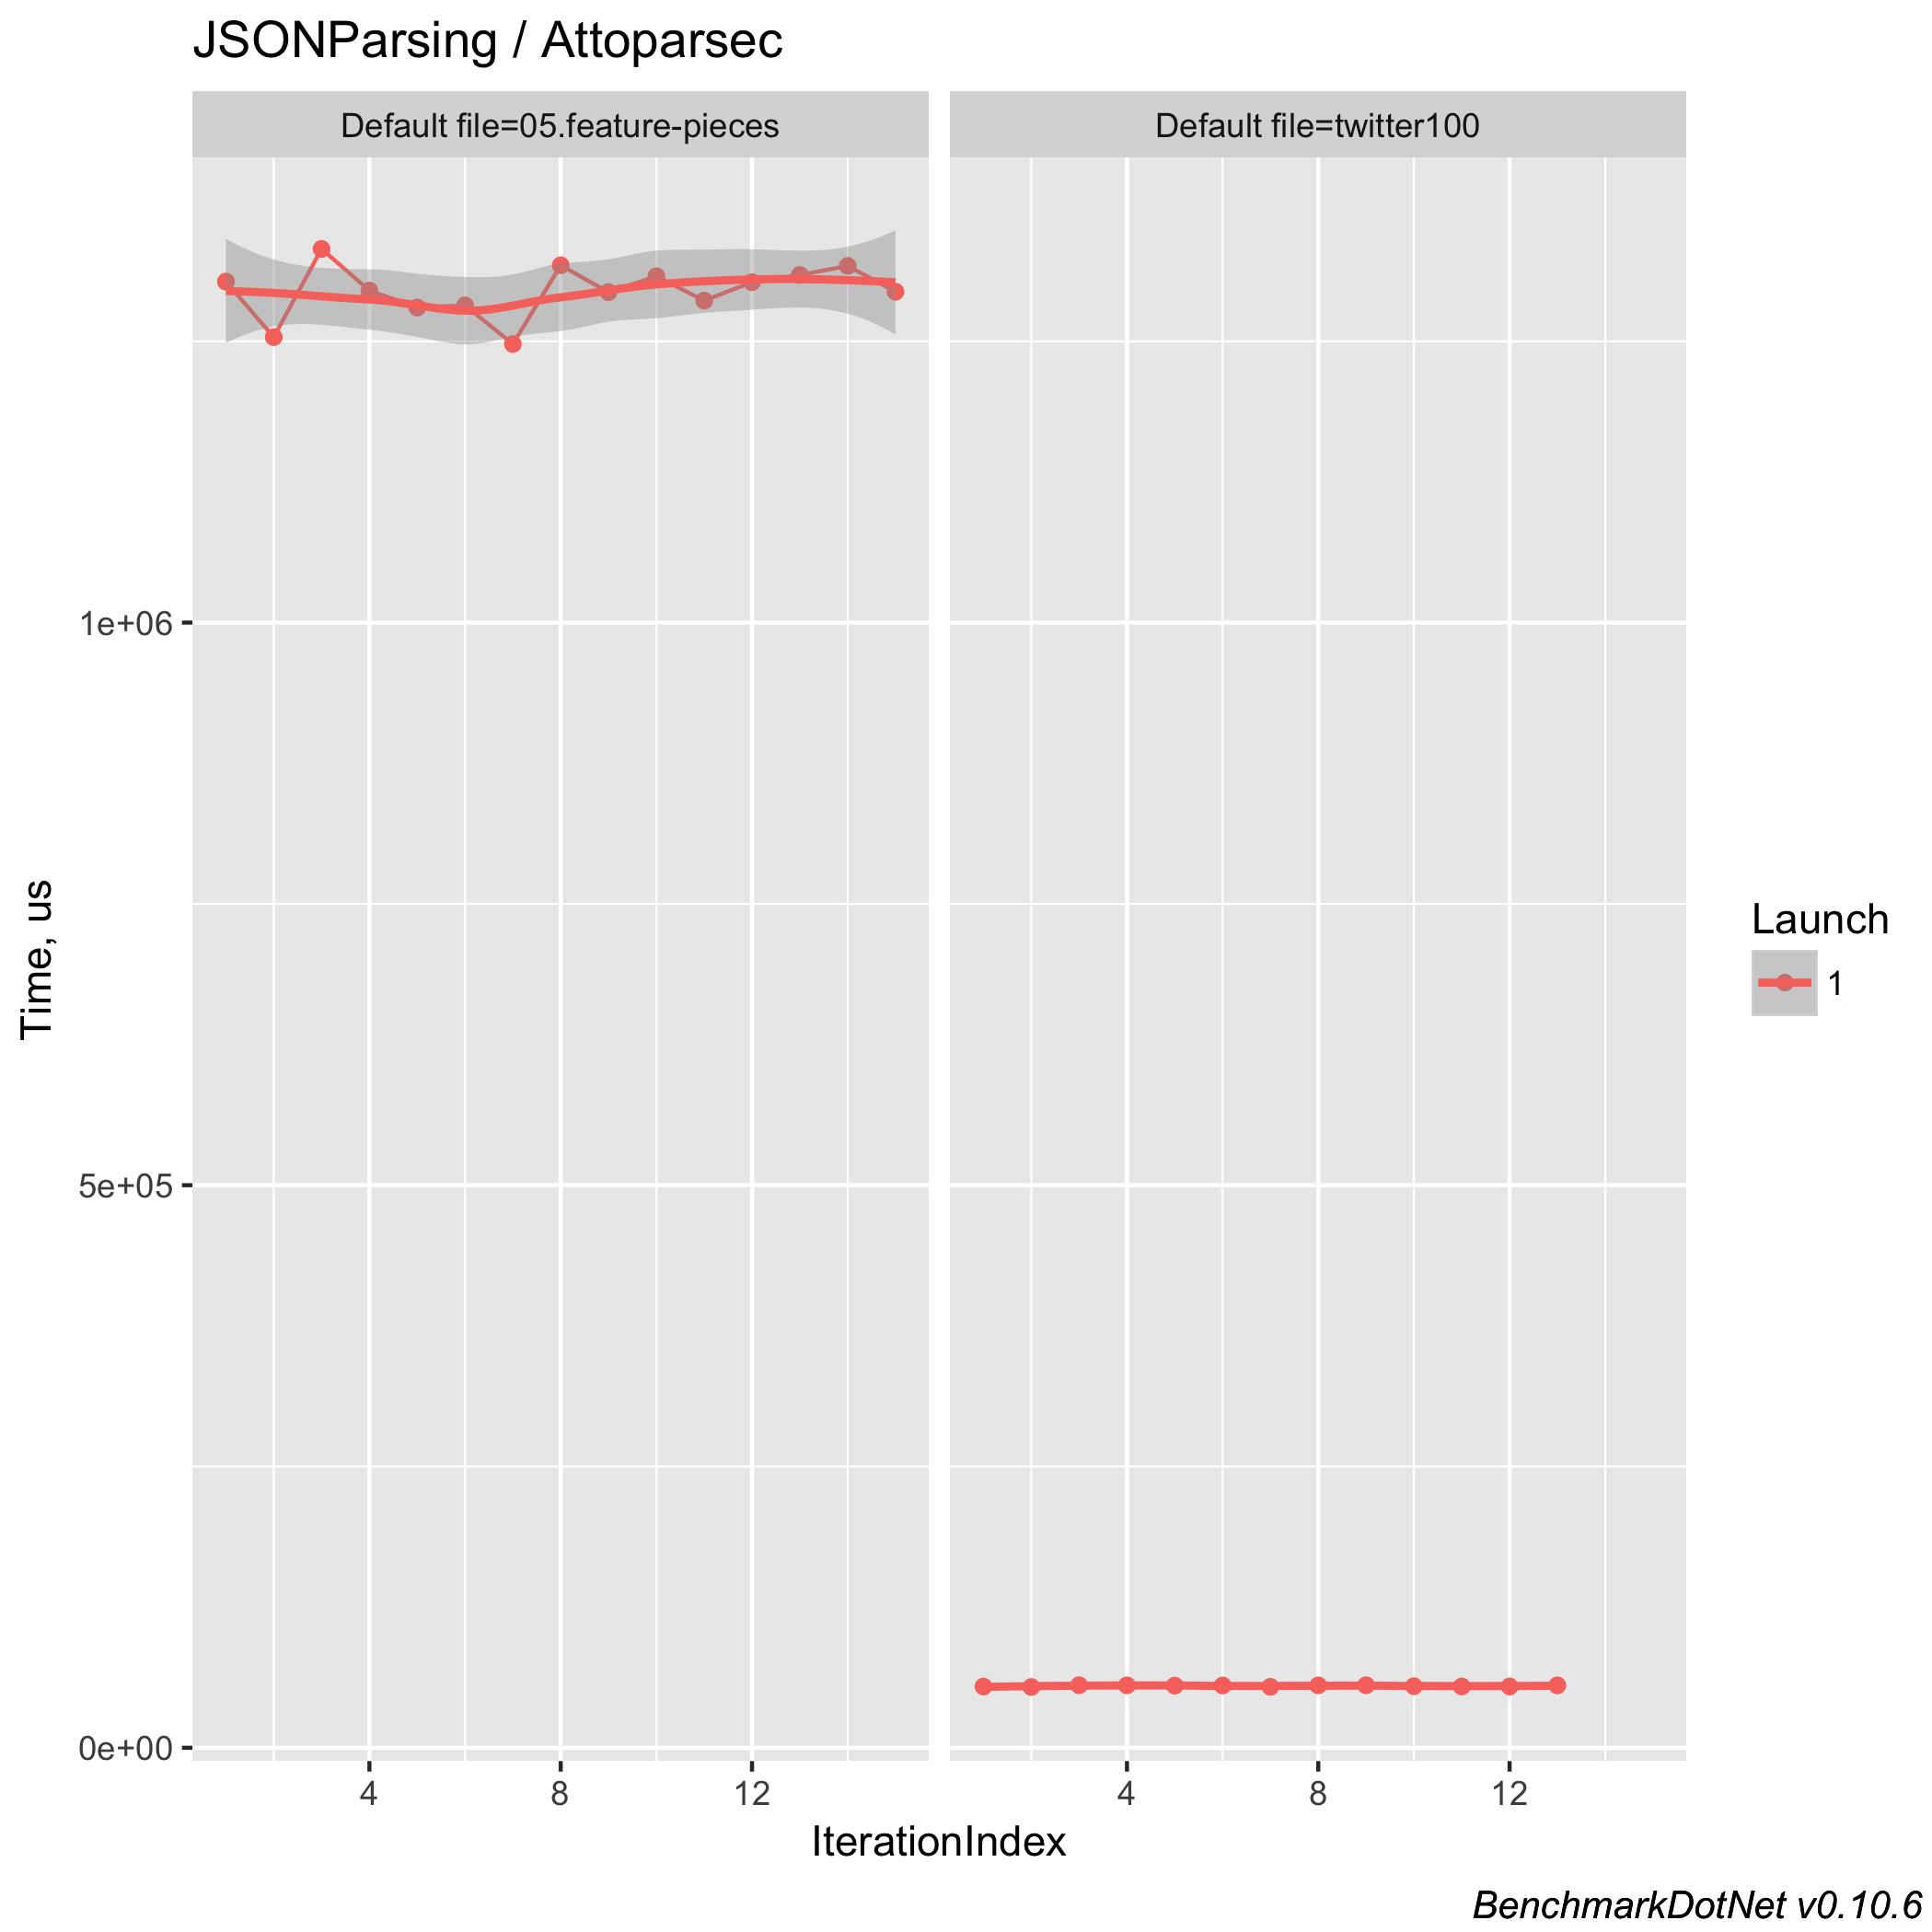 JSONParsing / Attoparsec
Default file=05.feature-pieces
Default file=twitter100
Time, us
1e+06
5e+05
0e+00
4 8 12
4 8 12
IterationIndex
Launch
1
BenchmarkDotNet v0.10.6